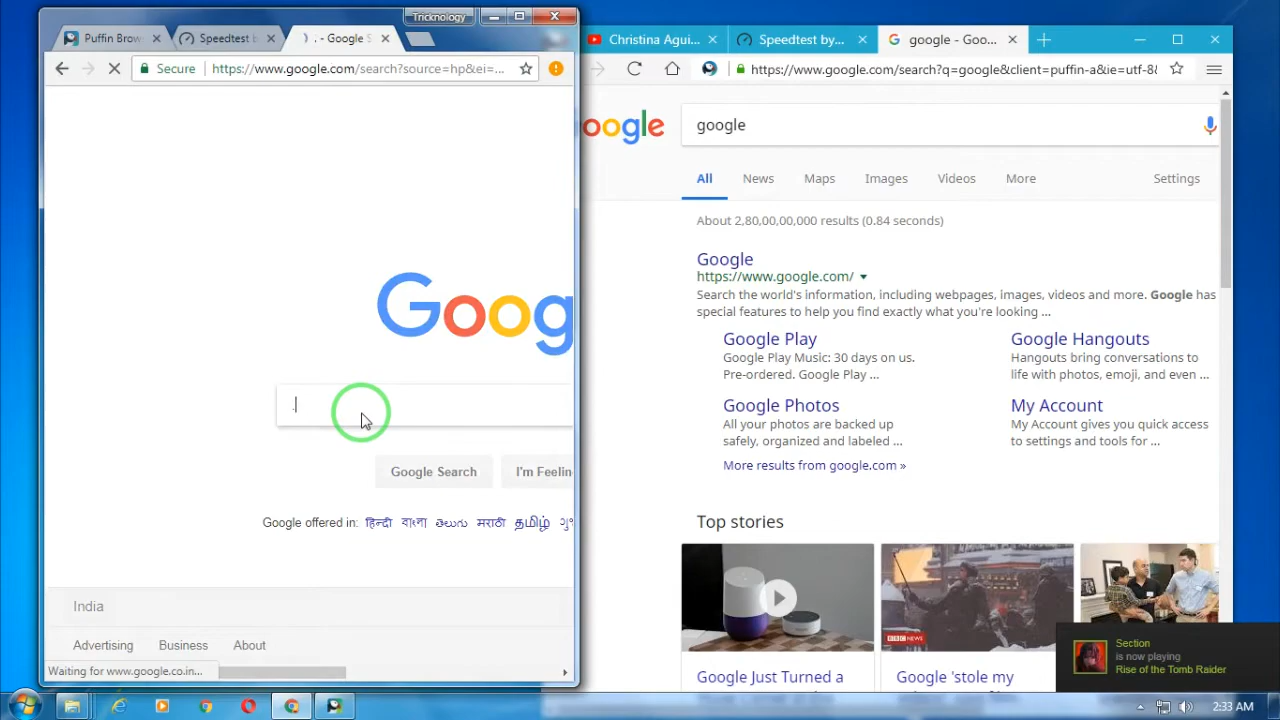 Tricknology
Puffin Brow
Speedtest b
. - Google S
Secure
https://www.google.com/search?source=hp&ei=...
Goog
.
Google Search
I'm Feelin
Google offered in: हिन्दी বাংলা తెలుగు मराठी தமிழ் ગુ
India
Advertising
Business
About
Waiting for www.google.co.in...
Christina Agui
Speedtest by...
google - Goo...
https://www.google.com/search?q=google&client=puffin-a&ie=utf-8&
oogle
google
All
News
Maps
Images
Videos
More
Settings
About 2,80,00,00,000 results (0.84 seconds)
Google
https://www.google.com/
Search the world's information, including webpages, images, videos and more. Google has
special features to help you find exactly what you're looking ...
Google Play
Google Play Music: 30 days on us.
Pre-ordered. Google Play ...
Google Hangouts
Hangouts bring conversations to
life with photos, emoji, and even ...
Google Photos
All your photos are backed up
safely, organized and labeled ...
My Account
My Account gives you quick access
to settings and tools for ...
More results from google.com »
Top stories
BBC NEWS
Google Just Turned a
Google 'stole my
Section
is now playing
Rise of the Tomb Raider
2:33 AM